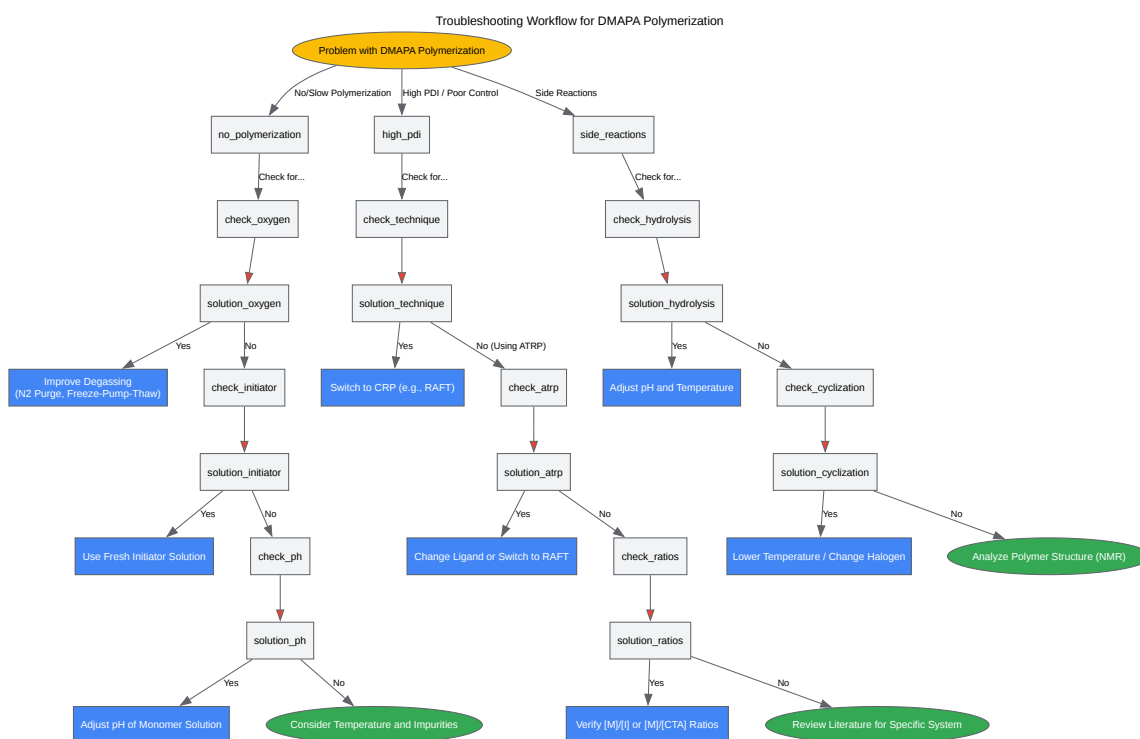 Troubleshooting Workflow for DMAPA Polymerization
Problem with DMAPA Polymerization
No/Slow Polymerization
High PDI / Poor Control
Side Reactions
no_polymerization
high_pdi
side_reactions
Check for...
Check for...
Check for...
check_oxygen
check_technique
check_hydrolysis
solution_oxygen
solution_technique
solution_hydrolysis
Yes
No
Yes
No (Using ATRP)
Yes
No
Improve Degassing
(N2 Purge, Freeze-Pump-Thaw)
check_initiator
Switch to CRP (e.g., RAFT)
check_atrp
Adjust pH and Temperature
check_cyclization
solution_initiator
solution_atrp
solution_cyclization
Yes
No
Yes
No
Yes
No
Use Fresh Initiator Solution
check_ph
Change Ligand or Switch to RAFT
check_ratios
Lower Temperature / Change Halogen
Analyze Polymer Structure (NMR)
solution_ph
solution_ratios
Yes
No
Yes
No
Adjust pH of Monomer Solution
Consider Temperature and Impurities
Verify [M]/[I] or [M]/[CTA] Ratios
Review Literature for Specific System